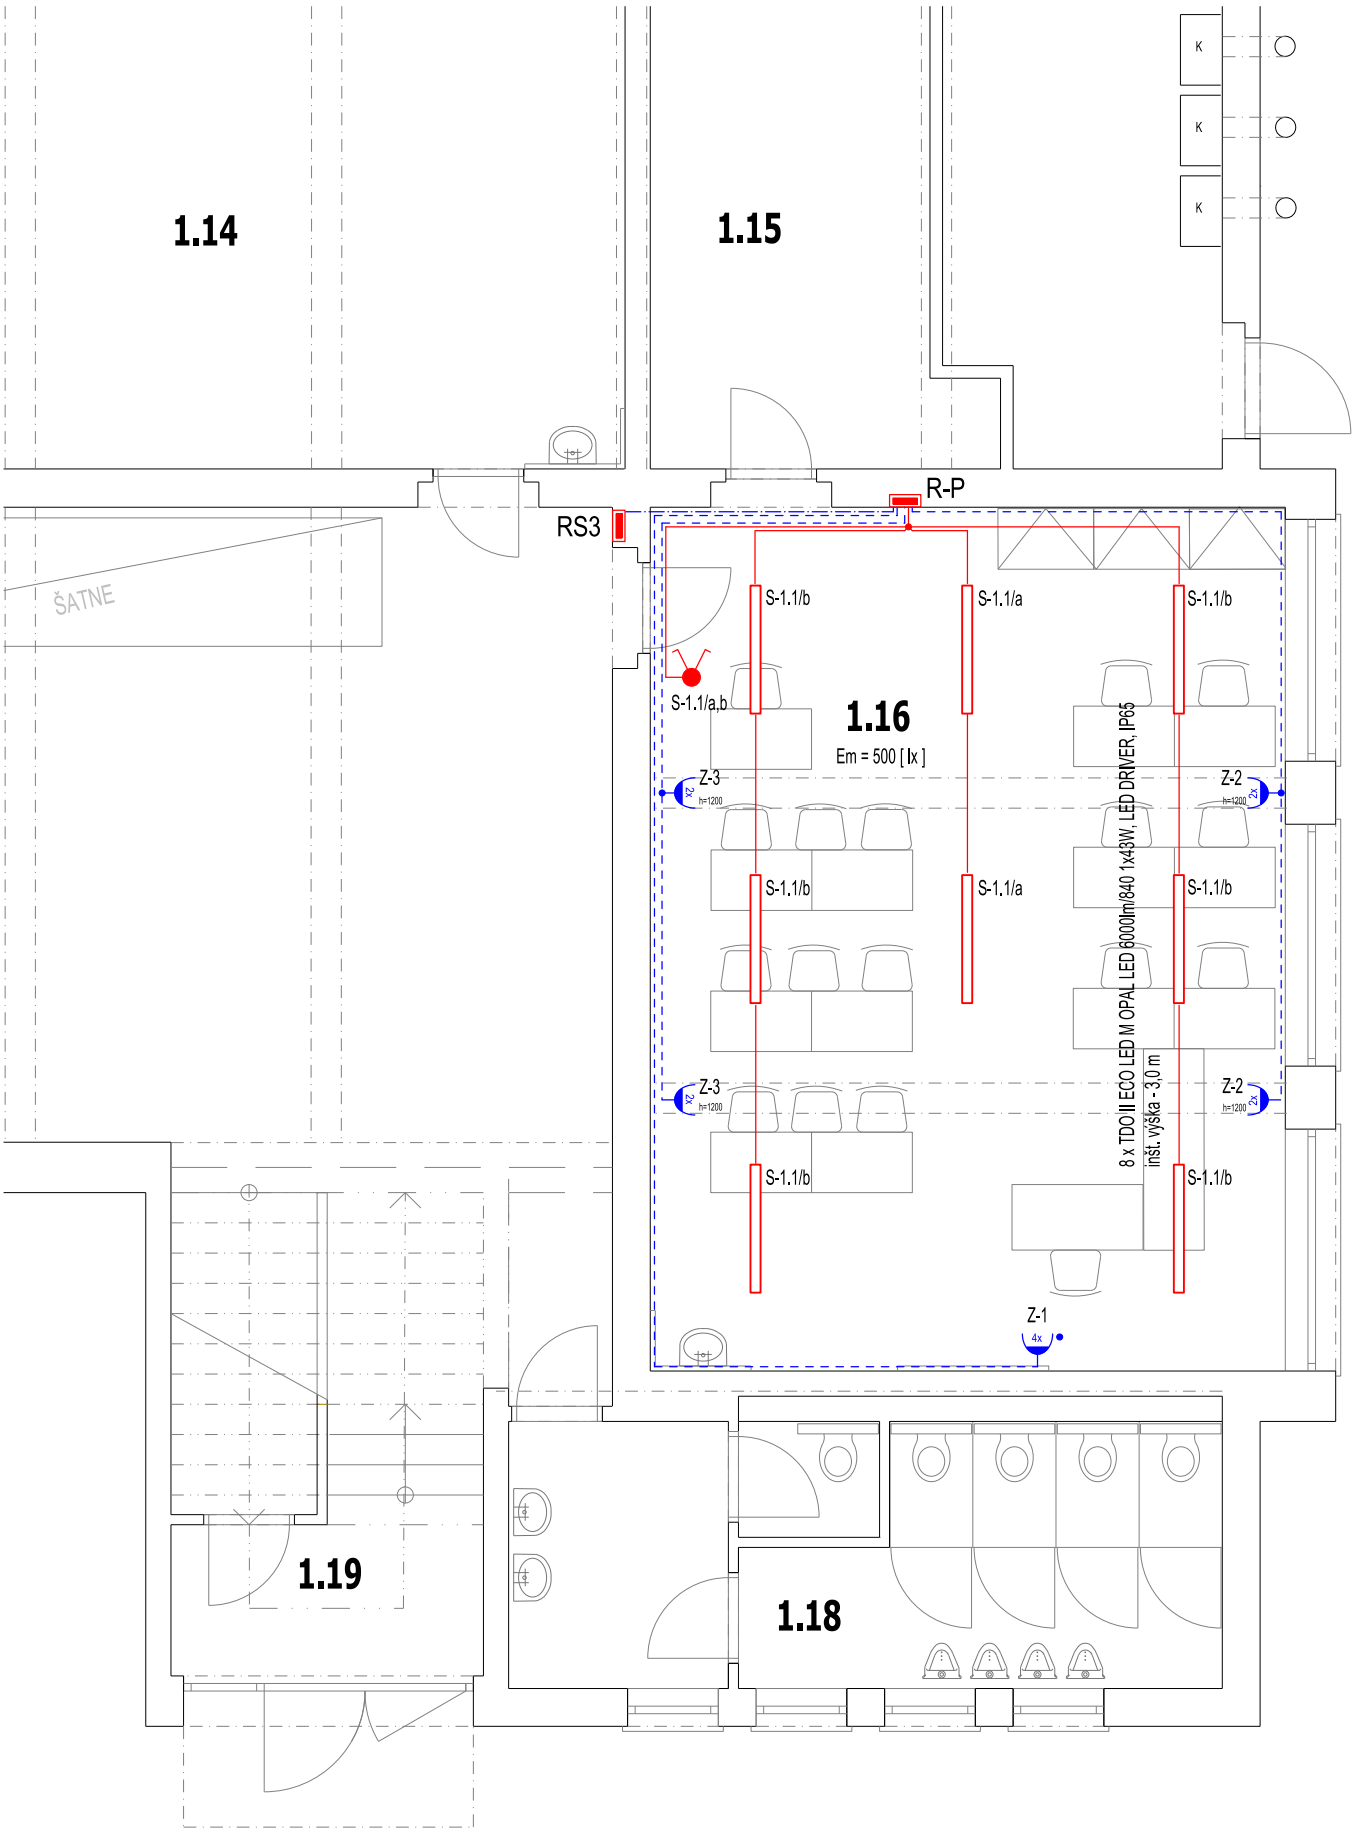 K
K
K
1.14
1.15
R-P
RS3
ŠATNE
S-1.1/b
S-1.1/a
S-1.1/b
S-1.1/a,b
1.16
Em = 500 [ lx ]
Z-3
2x
h=1200
Z-2
2x
h=1200
S-1.1/b
S-1.1/a
S-1.1/b
8 x TDO II ECO LED M OPAL LED 6000lm/840 1x43W, LED DRIVER, IP65
inšt. výška - 3,0 m
Z-3
2x
h=1200
Z-2
2x
h=1200
S-1.1/b
S-1.1/b
Z-1
4x
1.19
1.18